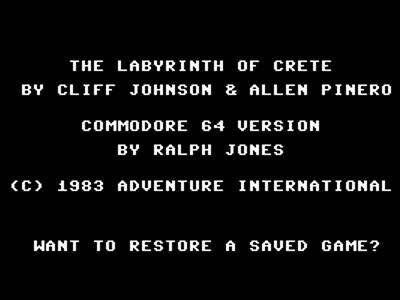 THE LABYRINTH OF CRETE
BY CLIFF JOHNSON & ALLEN PINERO
COMMODORE 64 VERSION
BY RALPH JONES
(C) 1983 ADVENTURE INTERNATIONAL
WANT TO RESTORE A SAVED GAME?